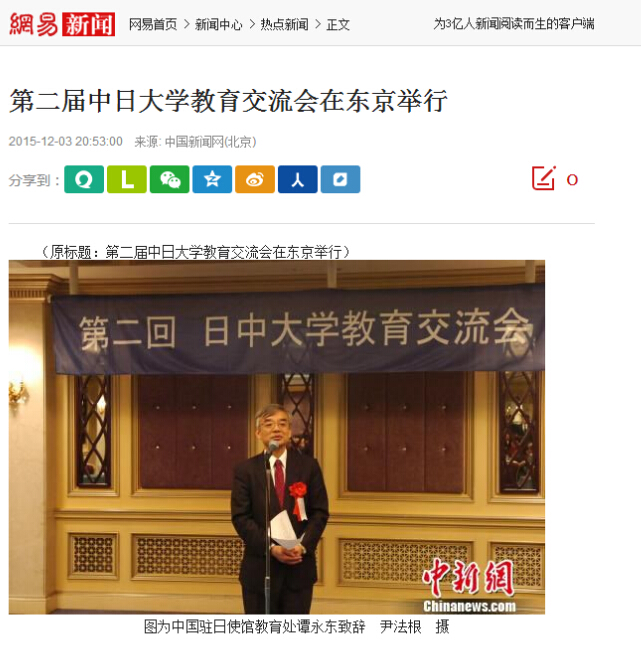 網易新闻 网易首页 > 新闻中心 > 热点新闻 > 正文 为3亿人新闻阅读而生的客户端
第二届中日大学教育交流会在东京举行
2015-12-03 20:53:00 来源: 中国新闻网(北京)
分享到: 0
(原标题：第二届中日大学教育交流会在东京举行)
第二回 日中大学教育交流会
中新網
Chinanews.com
图为中国驻日使馆教育处谭永东致辞 尹法根 摄